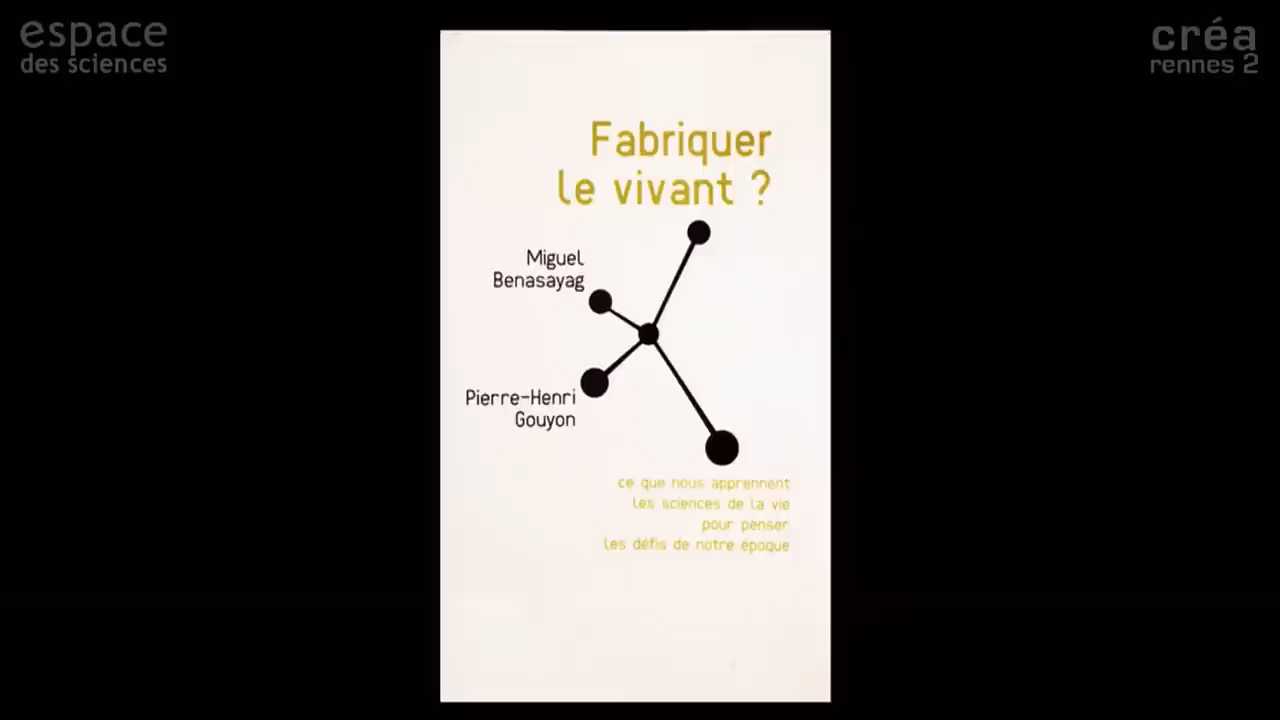 espace
des sciences
créa
rennes 2
Fabriquer
le vivant ?
Miguel
Benasayag
Pierre-Henri
Gouyon
ce que nous apprennent
les sciences de la vie
pour penser
les défis de notre époque